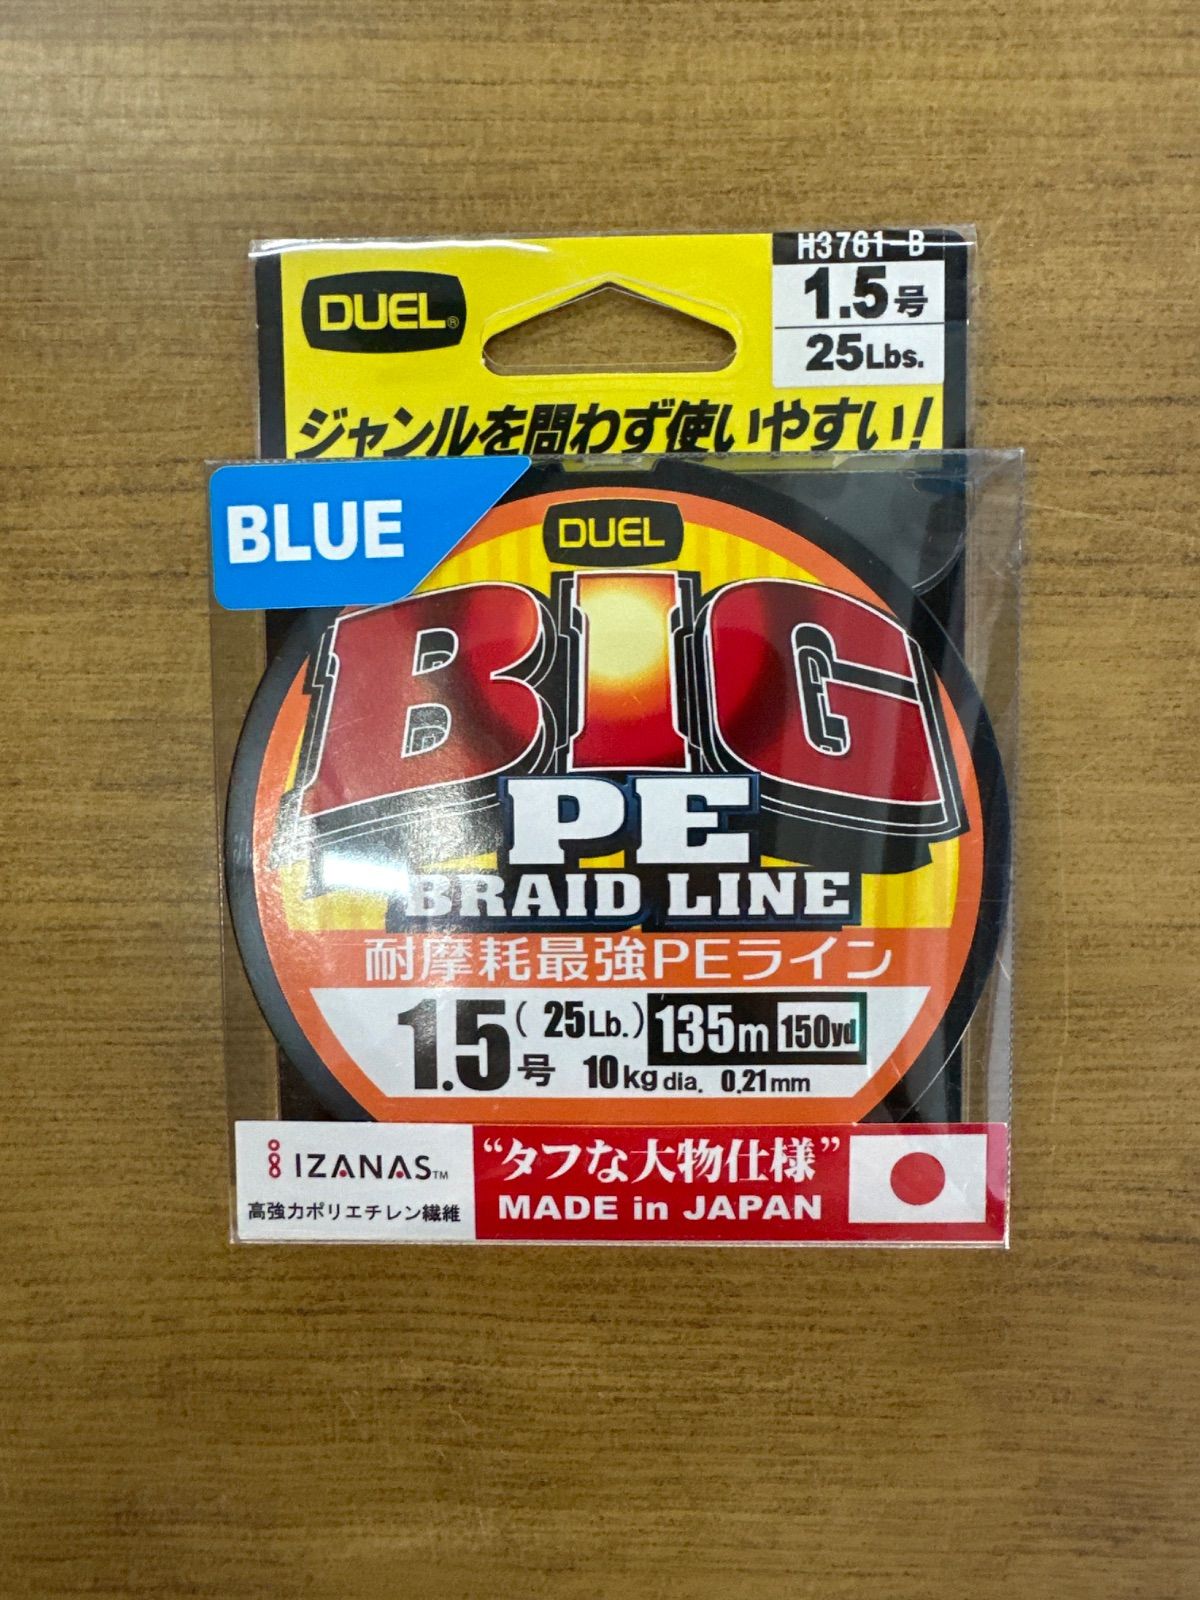 H3761-B
DUEL®
1.5号
25Lbs.
ジャンルを問わず使いやすい!
BLUE
DUEL
BIG
PE
BRAID LINE
耐摩耗最強PEライン
1.5号 (25Lb.) 135m 150yd
10kg dia. 0.21mm
IZANAS™
高強力ポリエチレン繊維
“タフな大物仕様”
MADE in JAPAN